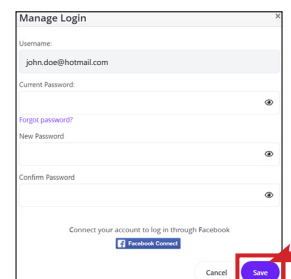 Manage Login
×
Username:
john.doe@hotmail.com
Current Password:
Forgot password?
New Password
Confirm Password
Connect your account to log in through Facebook
f Facebook Connect
Cancel Save